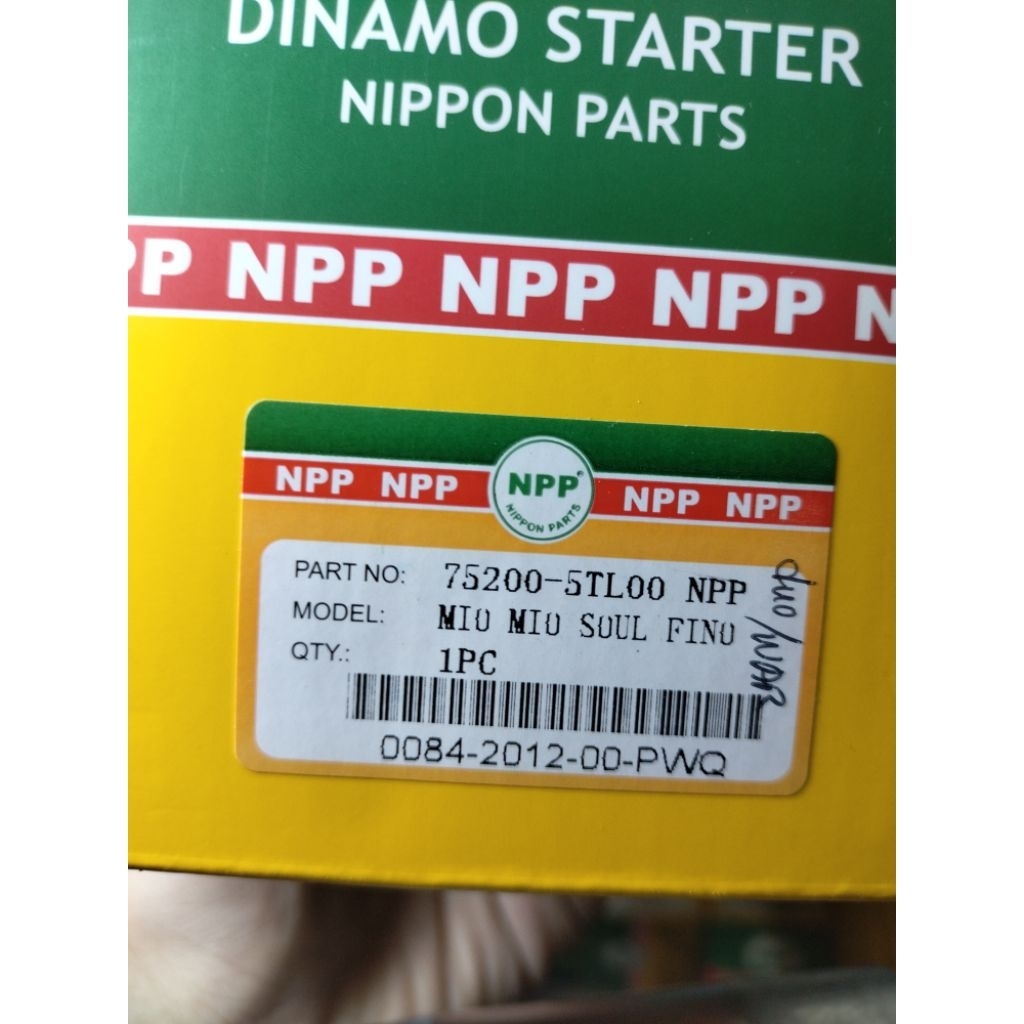 DINAMO STARTER
NIPPON PARTS
NPP NPP NPP
NPP NPP NPP NPP NPP
NIPPON PARTS
PART NO: 75200-5TL00 NPP
MODEL: MIO MIO SOUL FINO
QTY.: 1PC
0084-2012-00-PWQ
duo/